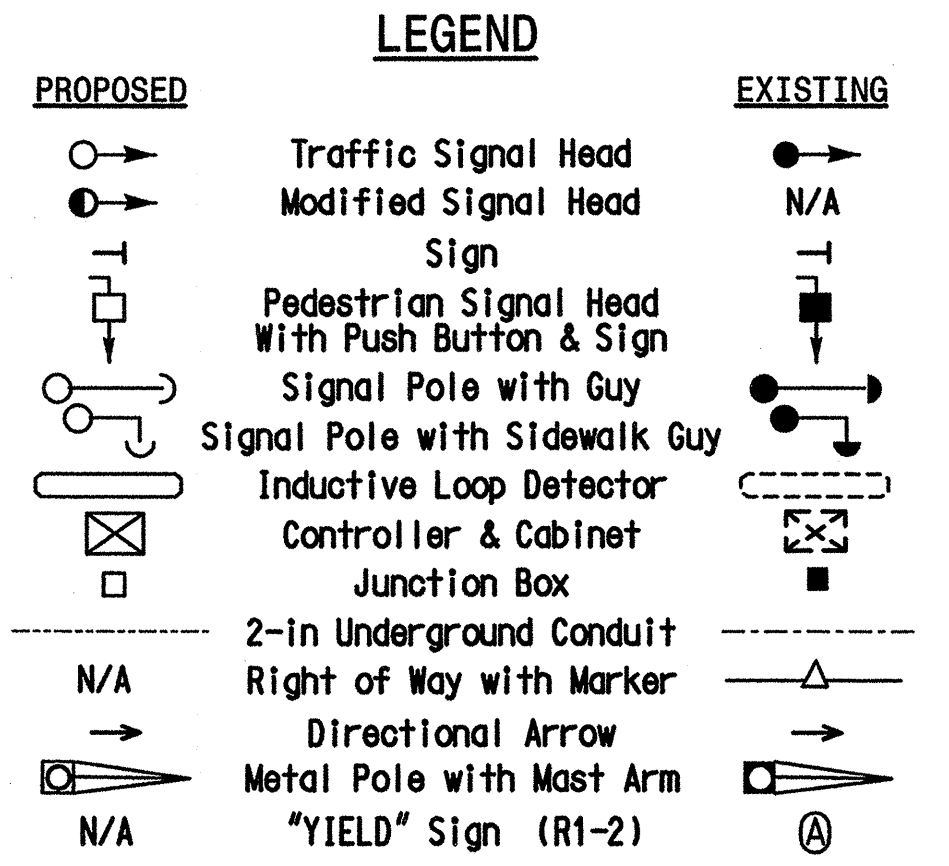 LEGEND
PROPOSED EXISTING
Traffic Signal Head
Modified Signal Head N/A
Sign
Pedestrian Signal Head
With Push Button & Sign
Signal Pole with Guy
Signal Pole with Sidewalk Guy
Inductive Loop Detector
Controller & Cabinet
Junction Box
2-in Underground Conduit
N/A Right of Way with Marker
Directional Arrow
Metal Pole with Mast Arm
N/A "YIELD" Sign (R1-2) A